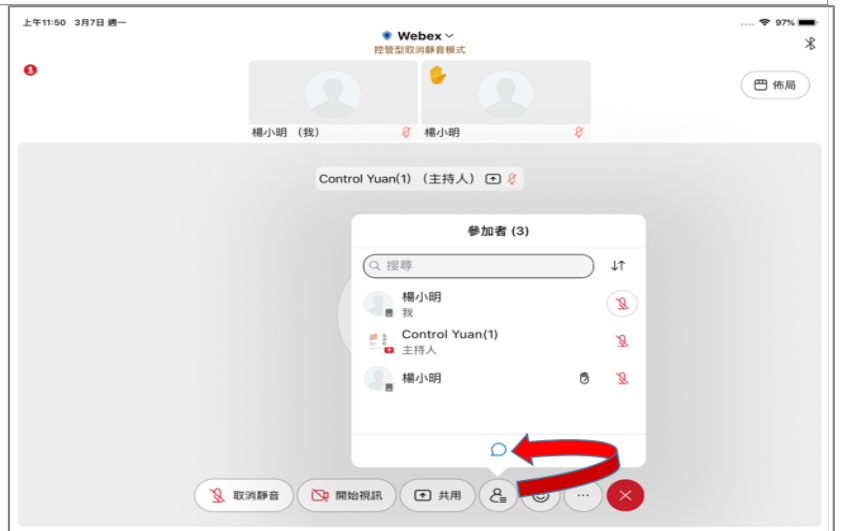 上午11:50 3月7日 週一
97%
Webex
控管型取消靜音模式
1
佈局
楊小明 （我）
楊小明
Control Yuan(1) （主持人）
參加者 (3)
搜尋
楊小明
我
Control Yuan(1)
主持人
楊小明
取消靜音
開始視訊
共用